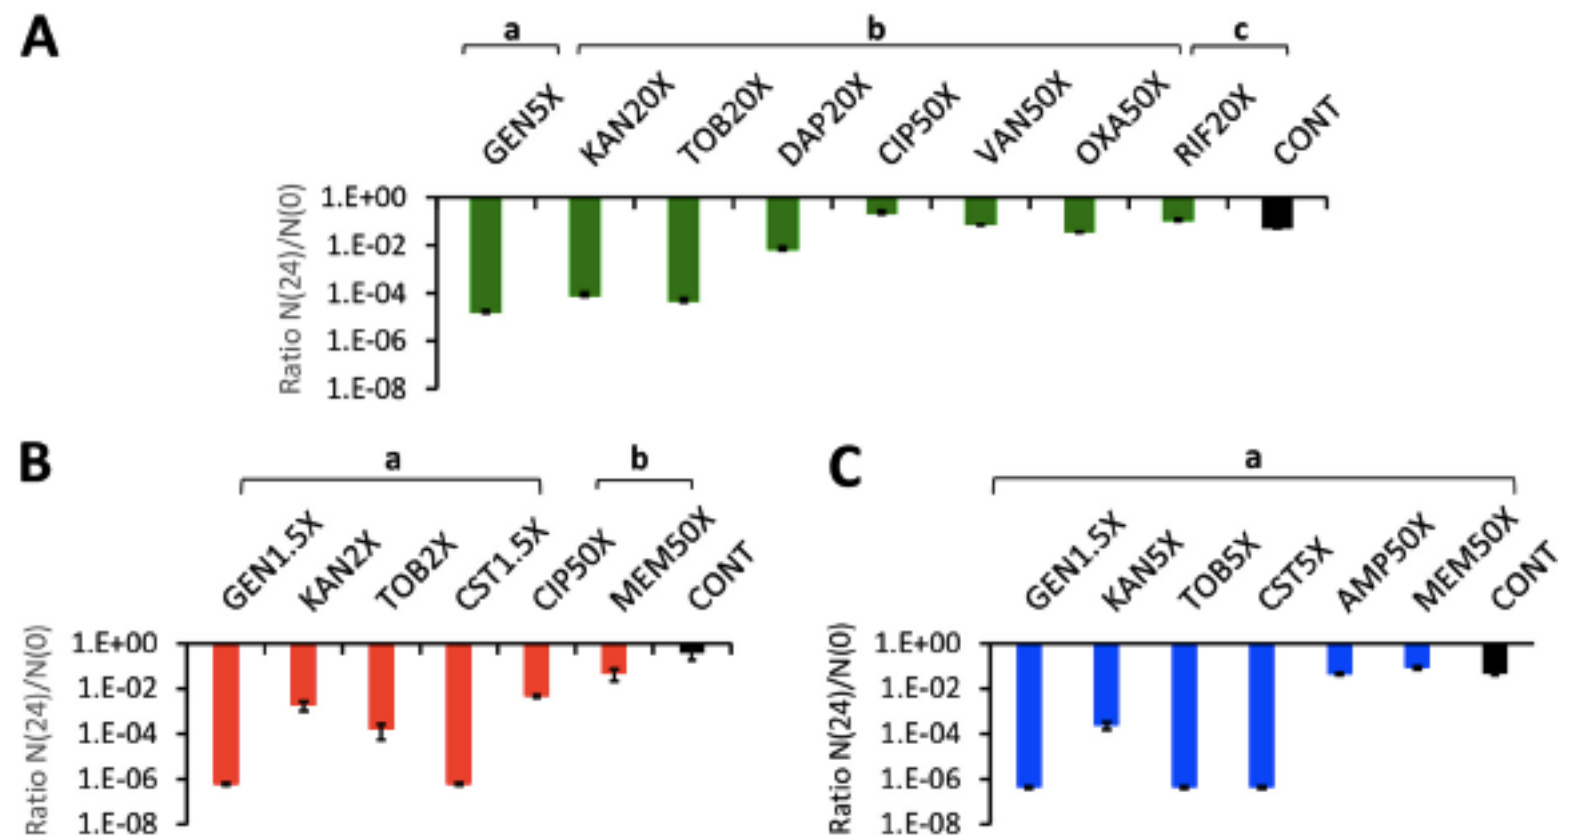 A
a b c
GEN5X KAN20X TOB20X DAP20X CIP50X VAN50X OXA50X RIF20X CONT
Ratio N(24)/N(0)
1.E+00
1.E-02
1.E-04
1.E-06
1.E-08
B
a b
GEN1.5X KAN2X TOB2X CST1.5X CIP50X MEM50X CONT
Ratio N(24)/N(0)
1.E+00
1.E-02
1.E-04
1.E-06
1.E-08
C
a
GEN1.5X KAN5X TOB5X CST5X AMP50X MEM50X CONT
Ratio N(24)/N(0)
1.E+00
1.E-02
1.E-04
1.E-06
1.E-08